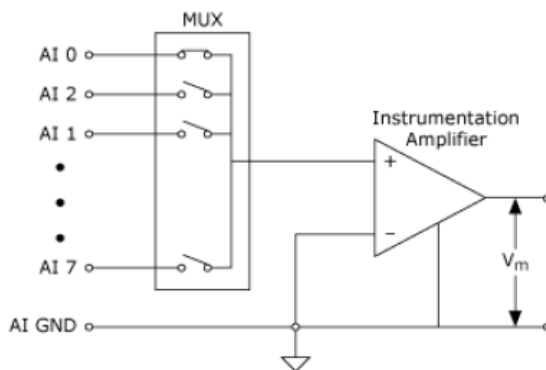 MUX
AI 0
AI 2
AI 1
Instrumentation
Amplifier
+
−
Vm
AI 7
AI GND